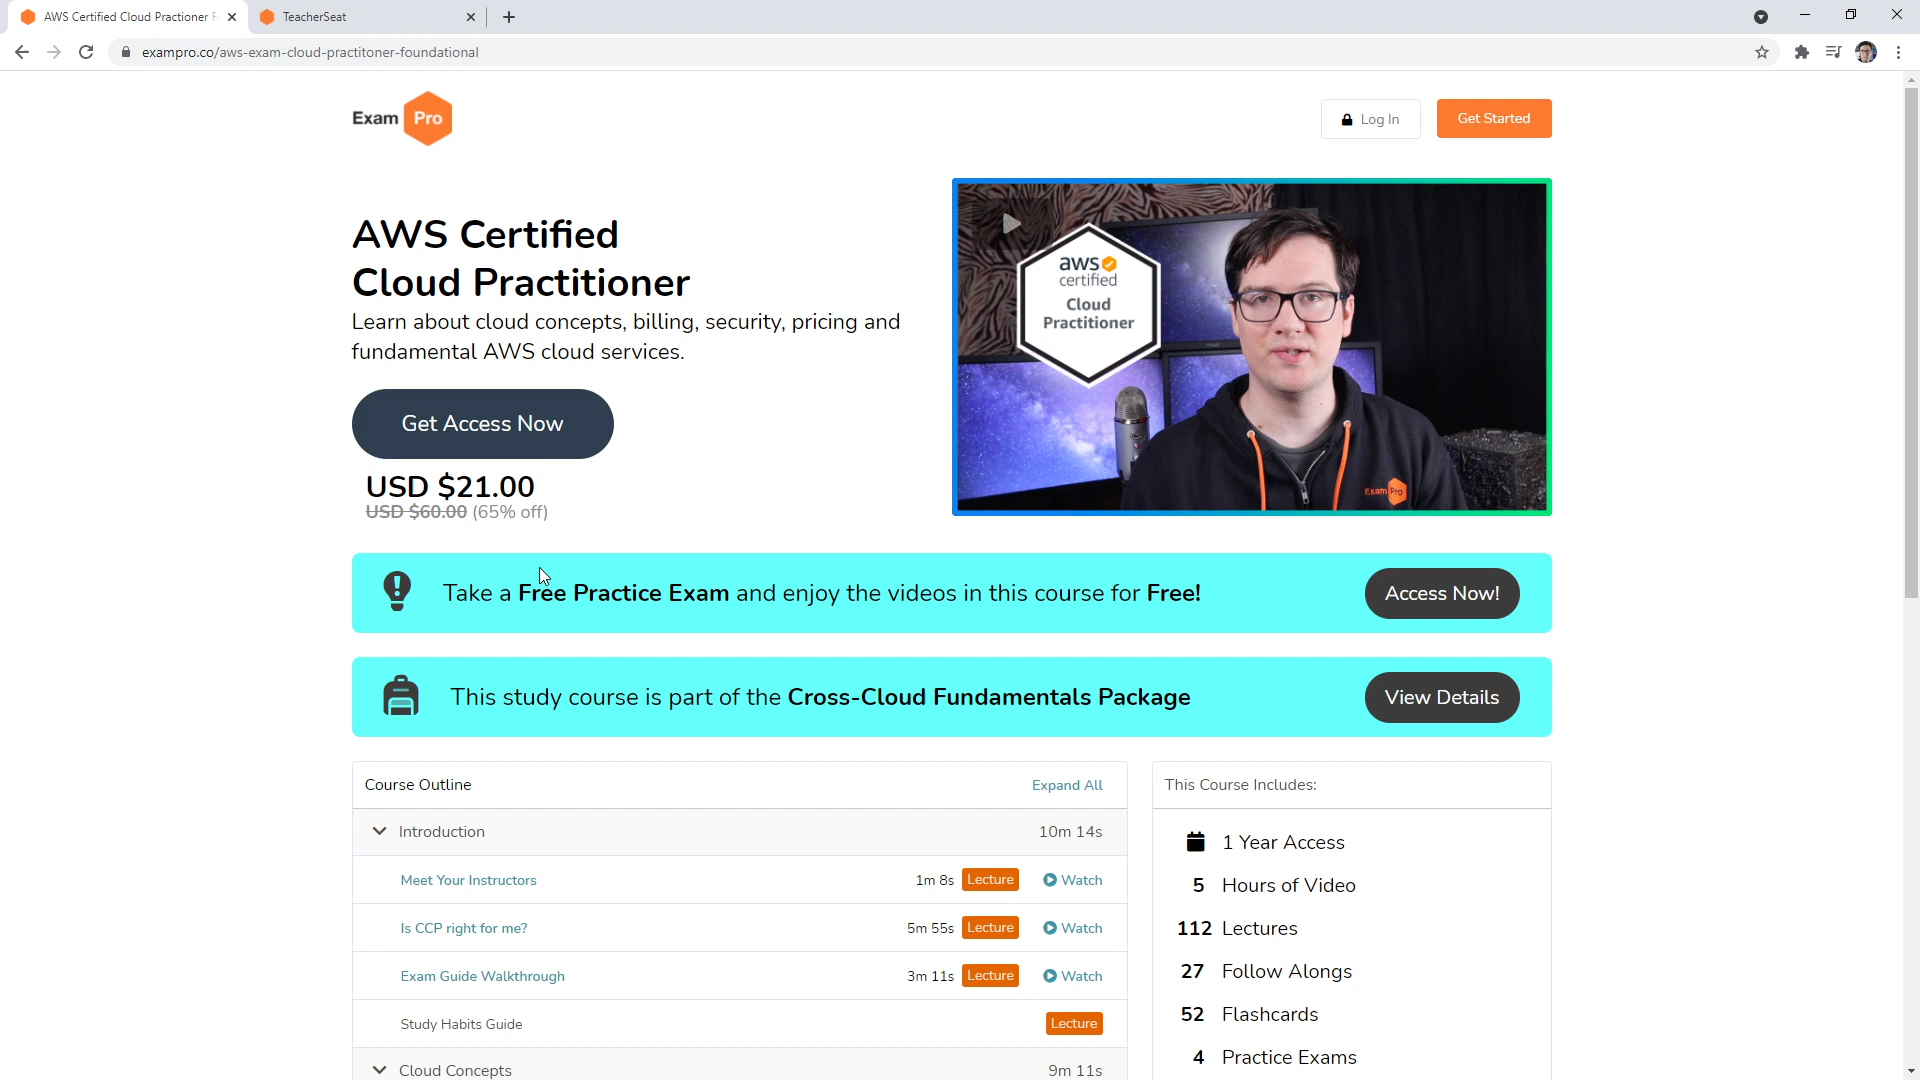 AWS Certified Cloud Practioner F
TeacherSeat
exampro.co/aws-exam-cloud-practitoner-foundational
Exam Pro
Log In
Get Started
AWS Certified
Cloud Practitioner
Learn about cloud concepts, billing, security, pricing and
fundamental AWS cloud services.
Get Access Now
USD $21.00
USD $60.00 (65% off)
aws
certified
Cloud
Practitioner
Exam Pro
Take a Free Practice Exam and enjoy the videos in this course for Free!
Access Now!
This study course is part of the Cross-Cloud Fundamentals Package
View Details
Course Outline
Expand All
Introduction
10m 14s
Meet Your Instructors
1m 8s Lecture Watch
Is CCP right for me?
5m 55s Lecture Watch
Exam Guide Walkthrough
3m 11s Lecture Watch
Study Habits Guide
Lecture
Cloud Concepts
9m 11s
This Course Includes:
1 Year Access
5 Hours of Video
112 Lectures
27 Follow Alongs
52 Flashcards
4 Practice Exams